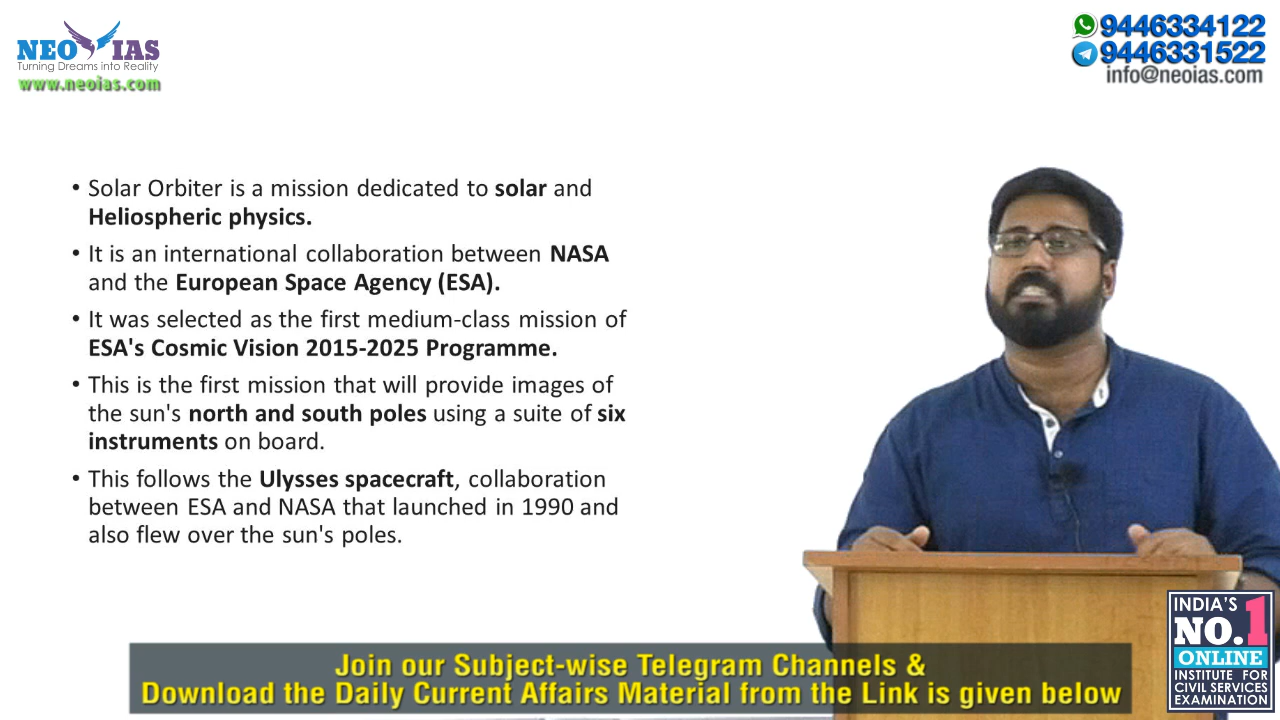 NEO IAS
Turning Dreams into Reality
www.neoias.com
9446334122
9446331522
info@neoias.com
• Solar Orbiter is a mission dedicated to solar and
Heliospheric physics.
• It is an international collaboration between NASA
and the European Space Agency (ESA).
• It was selected as the first medium-class mission of
ESA's Cosmic Vision 2015-2025 Programme.
• This is the first mission that will provide images of
the sun's north and south poles using a suite of six
instruments on board.
• This follows the Ulysses spacecraft, collaboration
between ESA and NASA that launched in 1990 and
also flew over the sun's poles.
INDIA'S
NO.1
ONLINE
INSTITUTE FOR
CIVIL SERVICES
EXAMINATION
Join our Subject-wise Telegram Channels &
Download the Daily Current Affairs Material from the Link is given below